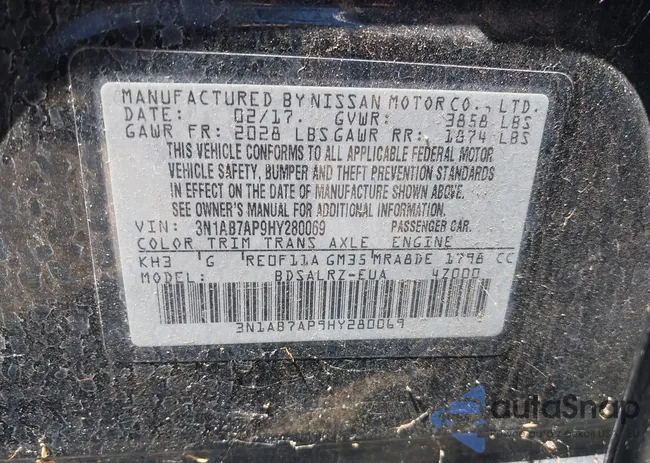 MANUFACTURED BY NISSAN MOTOR CO., LTD.
DATE: 02/17. GVWR: 3858 LBS
GAWR FR: 2028 LBS GAWR RR: 1874 LBS
THIS VEHICLE CONFORMS TO ALL APPLICABLE FEDERAL MOTOR
VEHICLE SAFETY, BUMPER AND THEFT PREVENTION STANDARDS
IN EFFECT ON THE DATE OF MANUFACTURE SHOWN ABOVE.
SEE OWNER'S MANUAL FOR ADDITIONAL INFORMATION.
VIN: 3N1AB7AP9HY280069 PASSENGER CAR.
COLOR TRIM TRANS AXLE ENGINE
KH3 G RE0F11A GM35 MRA8DE 1798 CC
MODEL: BDSALRZ-EUA 4Z000
3N1AB7AP9HY280069
autoSnap